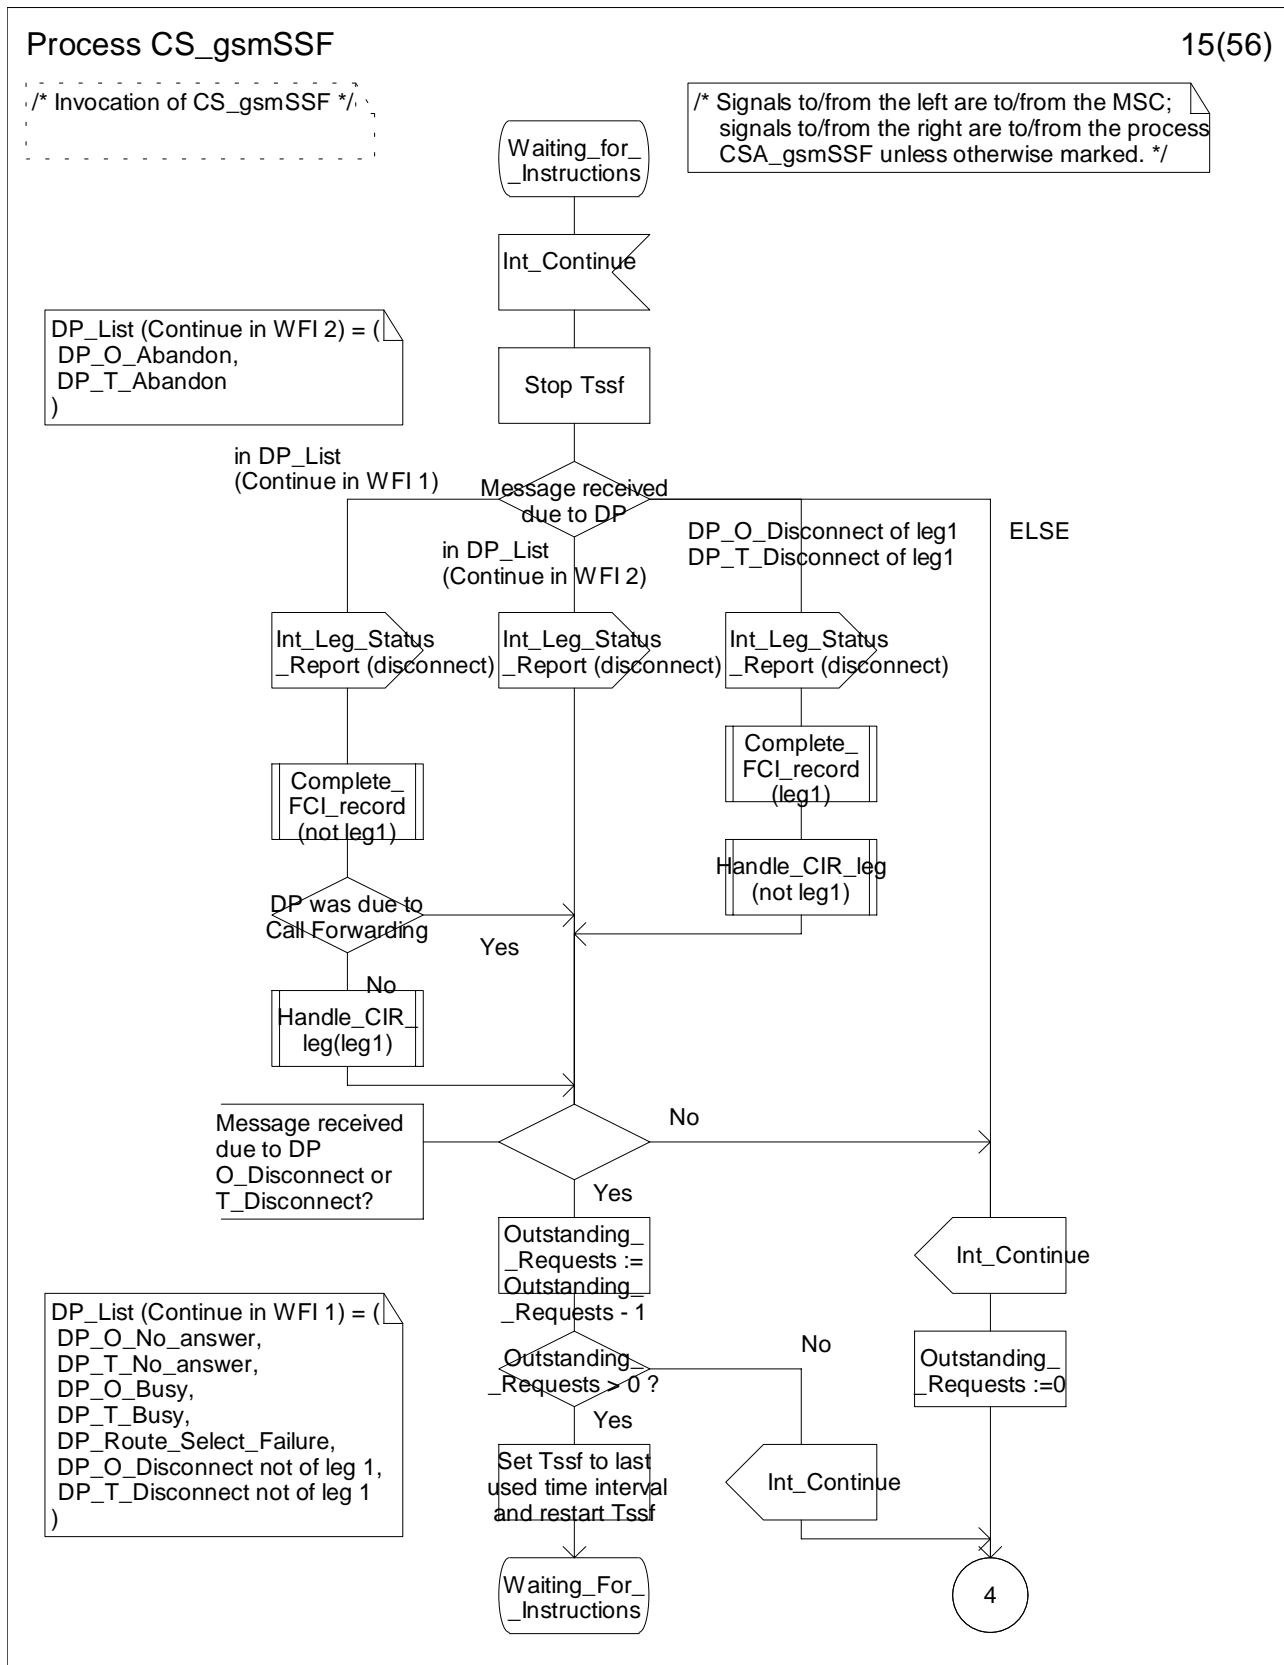 Process CS_gsmSSF
15(56)
/* Invocation of CS_gsmSSF */
/* Signals to/from the left are to/from the MSC;
signals to/from the right are to/from the process
CSA_gsmSSF unless otherwise marked. */
Waiting_for_
_Instructions
Int_Continue
DP_List (Continue in WFI 2) = (
DP_O_Abandon,
DP_T_Abandon
)
Stop Tssf
in DP_List
(Continue in WFI 1)
Message received
due to DP
in DP_List
(Continue in WFI 2)
DP_O_Disconnect of leg1
DP_T_Disconnect of leg1
ELSE
Int_Leg_Status
_Report (disconnect)
Int_Leg_Status
_Report (disconnect)
Int_Leg_Status
_Report (disconnect)
Complete_
FCI_record
(leg1)
Complete_
FCI_record
(not leg1)
Handle_CIR_leg
(not leg1)
DP was due to
Call Forwarding
Yes
No
Handle_CIR_
leg(leg1)
Message received
due to DP
O_Disconnect or
T_Disconnect?
No
Yes
Outstanding_
_Requests :=
Outstanding_
_Requests - 1
Int_Continue
DP_List (Continue in WFI 1) = (
DP_O_No_answer,
DP_T_No_answer,
DP_O_Busy,
DP_T_Busy,
DP_Route_Select_Failure,
DP_O_Disconnect not of leg 1,
DP_T_Disconnect not of leg 1
)
Outstanding_
_Requests > 0 ?
No
Yes
Outstanding_
_Requests :=0
Set Tssf to last
used time interval
and restart Tssf
Int_Continue
Waiting_For_
_Instructions
4